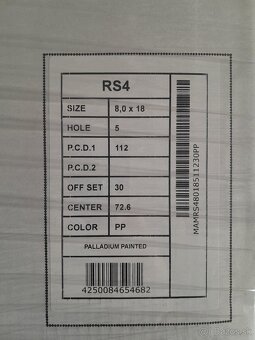 RS4
SIZE 8,0 x 18
HOLE 5
P.C.D.1 112
P.C.D.2
OFF SET 30
CENTER 72.6
COLOR PP
PALLADIUM PAINTED
4250084654682
MAMRS48018511230PP